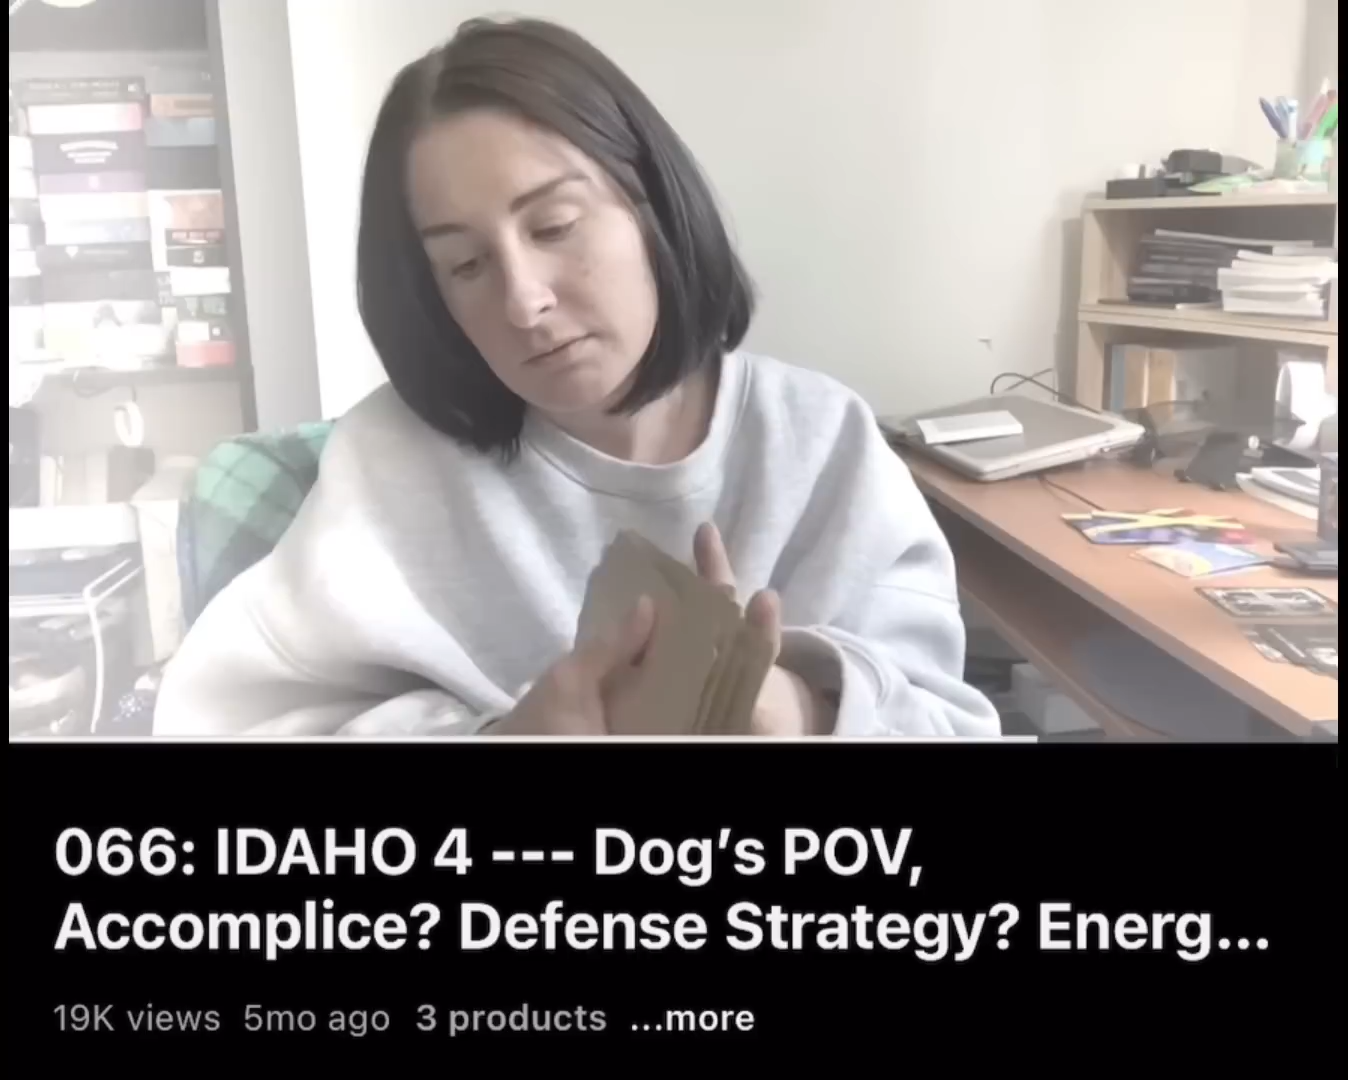 066: IDAHO 4 --- Dog’s POV,
Accomplice? Defense Strategy? Energ...
19K views 5mo ago 3 products ...more